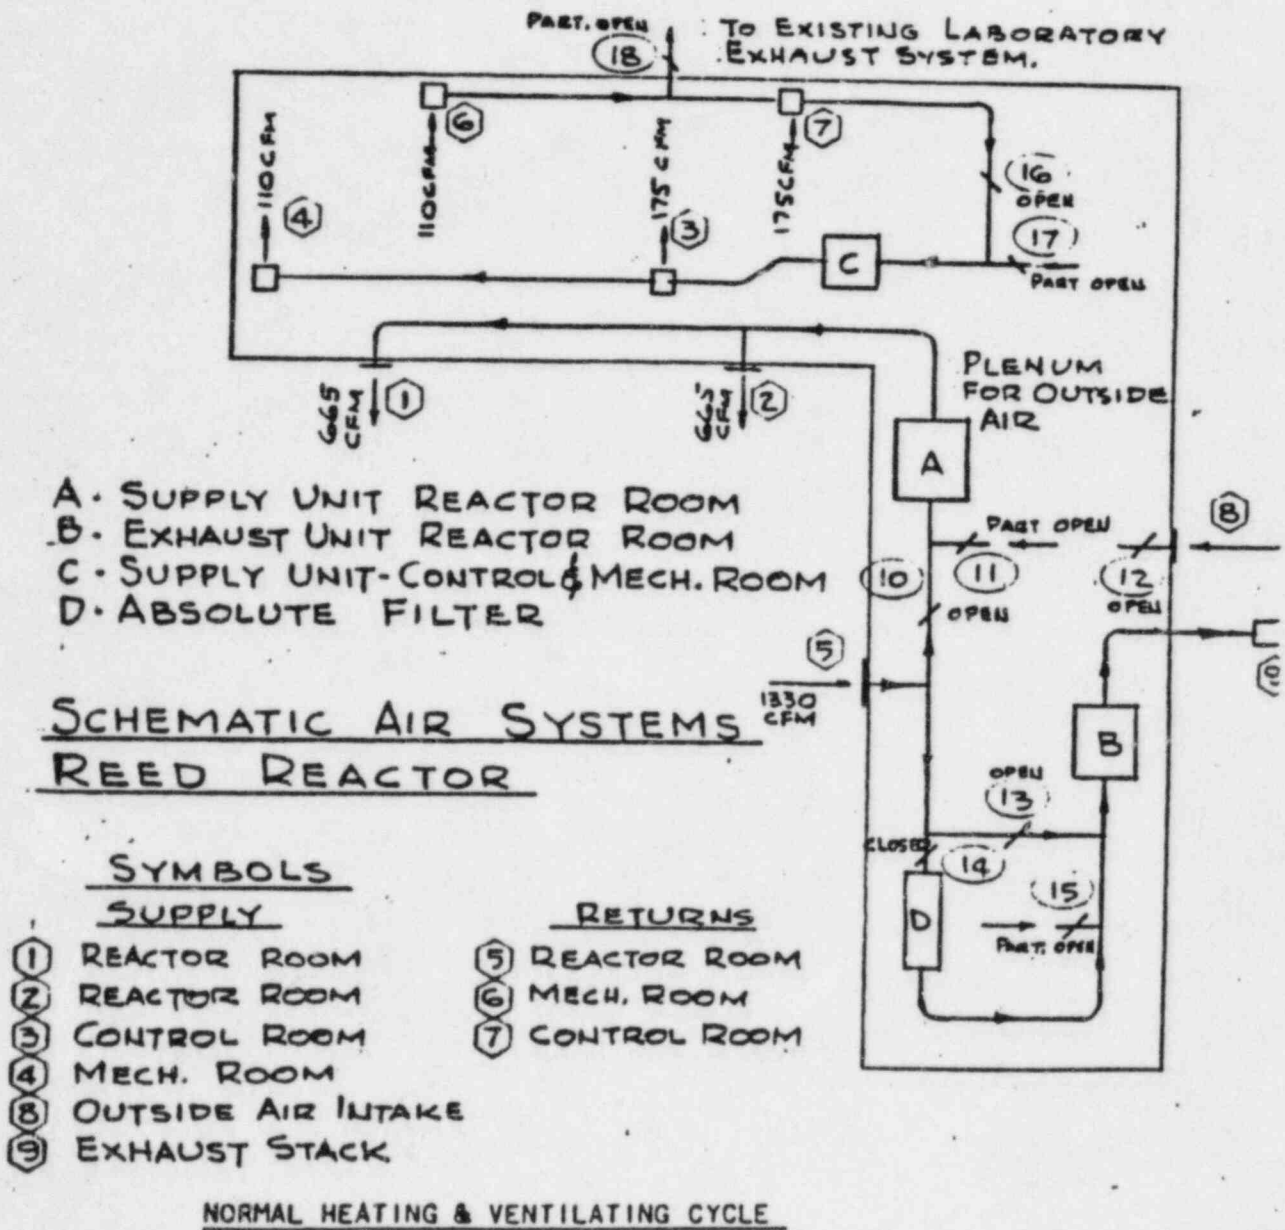 PART. OPEN
TO EXISTING LABORATORY
EXHAUST SYSTEM.
18
6
7
110 CFM
110 CFM
175 CFM
175 CFM
4
3
16
OPEN
17
PART OPEN
C
665 CFM
1
665 CFM
2
PLENUM
FOR OUTSIDE
AIR
A
A. SUPPLY UNIT REACTOR ROOM
B. EXHAUST UNIT REACTOR ROOM
C. SUPPLY UNIT-CONTROL & MECH. ROOM
D. ABSOLUTE FILTER
PART OPEN
8
10
11
12
OPEN
OPEN
5
1330
CFM
B
SCHEMATIC AIR SYSTEMS
REED REACTOR
OPEN
13
CLOSED
14
15
D
PART. OPEN
SYMBOLS
SUPPLY
1 REACTOR ROOM
2 REACTOR ROOM
3 CONTROL ROOM
4 MECH. ROOM
8 OUTSIDE AIR INTAKE
9 EXHAUST STACK
RETURNS
5 REACTOR ROOM
6 MECH. ROOM
7 CONTROL ROOM
NORMAL HEATING & VENTILATING CYCLE